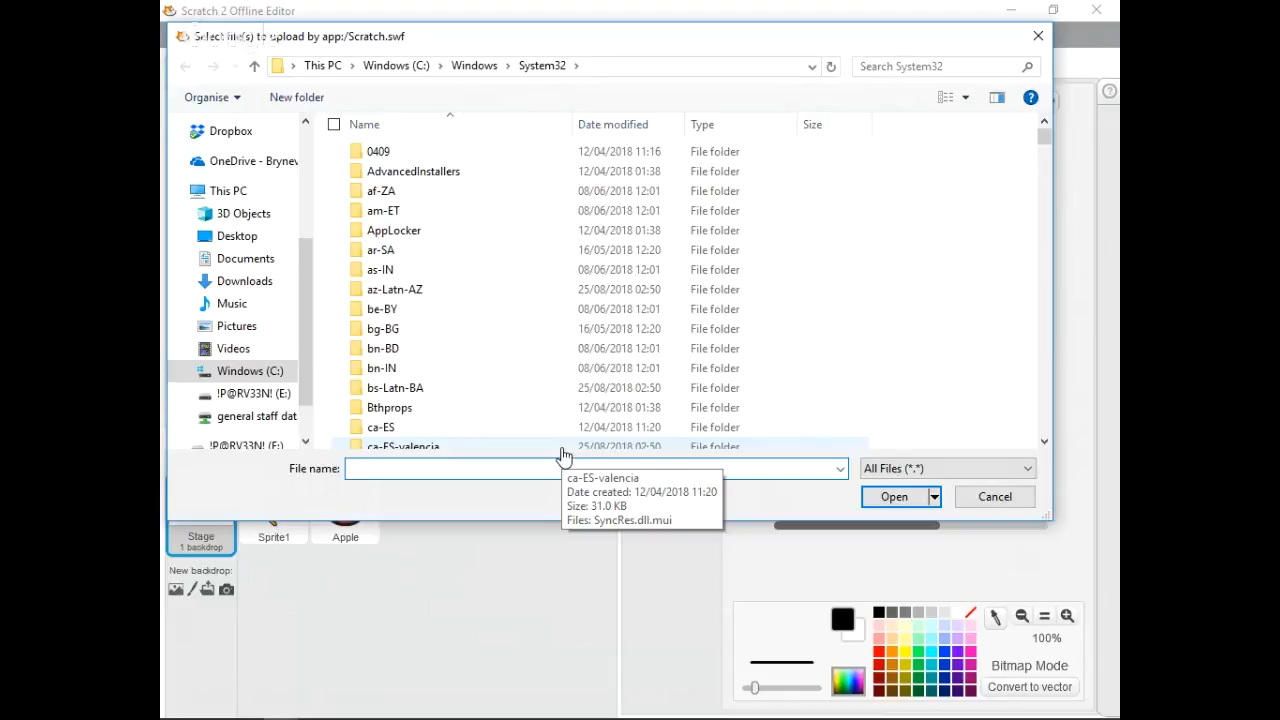 Scratch 2 Offline Editor
Select file(s) to upload by app:/Scratch.swf
This PC > Windows (C:) > Windows > System32 >
Search System32
Organise
New folder
Name
Date modified
Type
Size
Dropbox
OneDrive - Brynev
This PC
3D Objects
Desktop
Documents
Downloads
Music
Pictures
Videos
Windows (C:)
!P@RV33N! (E:)
general staff dat
!P@RV33N! (F:)
0409 12/04/2018 11:16 File folder
AdvancedInstallers 12/04/2018 01:38 File folder
af-ZA 08/06/2018 12:01 File folder
am-ET 08/06/2018 12:01 File folder
AppLocker 12/04/2018 01:38 File folder
ar-SA 16/05/2018 12:20 File folder
as-IN 08/06/2018 12:01 File folder
az-Latn-AZ 25/08/2018 02:50 File folder
be-BY 08/06/2018 12:01 File folder
bg-BG 16/05/2018 12:20 File folder
bn-BD 08/06/2018 12:01 File folder
bn-IN 08/06/2018 12:01 File folder
bs-Latn-BA 25/08/2018 02:50 File folder
Bthprops 12/04/2018 01:38 File folder
ca-ES 12/04/2018 11:20 File folder
ca-ES-valencia 25/08/2018 02:50 File folder
File name:
All Files (*.*)
ca-ES-valencia
Date created: 12/04/2018 11:20
Size: 31.0 KB
Files: SyncRes.dll.mui
Open
Cancel
Stage
1 backdrop
Sprite1
Apple
New backdrop:
100%
Bitmap Mode
Convert to vector